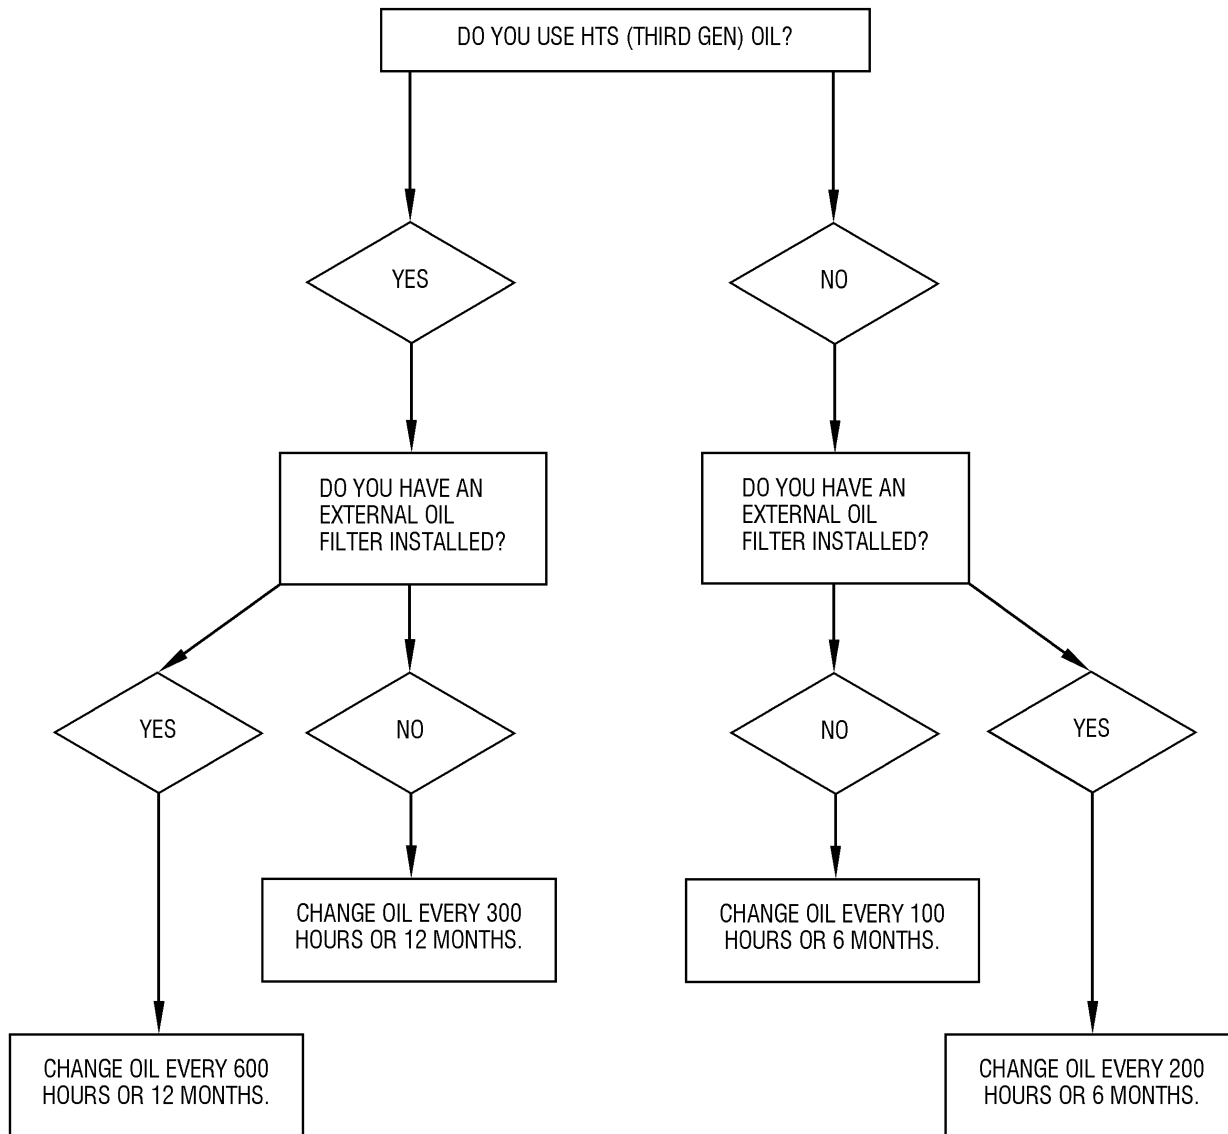 DO YOU USE HTS (THIRD GEN) OIL?
YES
NO
DO YOU HAVE AN
EXTERNAL OIL
FILTER INSTALLED?
DO YOU HAVE AN
EXTERNAL OIL
FILTER INSTALLED?
YES
NO
NO
YES
CHANGE OIL EVERY 300
HOURS OR 12 MONTHS.
CHANGE OIL EVERY 100
HOURS OR 6 MONTHS.
CHANGE OIL EVERY 600
HOURS OR 12 MONTHS.
CHANGE OIL EVERY 200
HOURS OR 6 MONTHS.